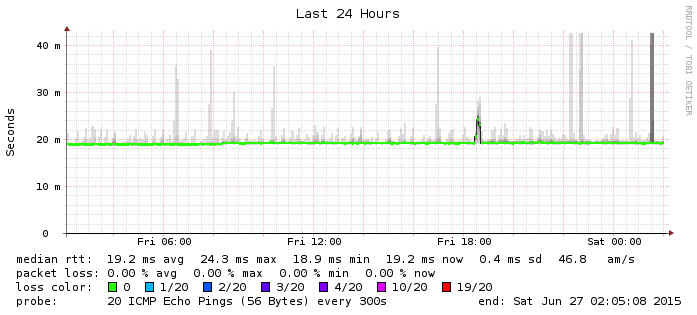 Last 24 Hours
RRDTOOL / TOBI OETIKER
Seconds
40 m
30 m
20 m
10 m
0
Fri 06:00 Fri 12:00 Fri 18:00 Sat 00:00
median rtt: 19.2 ms avg 24.3 ms max 18.9 ms min 19.2 ms now 0.4 ms sd 46.8 am/s
packet loss: 0.00 % avg 0.00 % max 0.00 % min 0.00 % now
loss color: 0 1/20 2/20 3/20 4/20 10/20 19/20
probe: 20 ICMP Echo Pings (56 Bytes) every 300s end: Sat Jun 27 02:05:08 2015